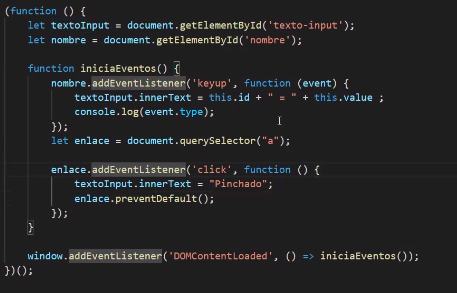 (function () {
    let textoInput = document.getElementById('texto-input');
    let nombre = document.getElementById('nombre');

    function iniciaEventos() {
        nombre.addEventListener('keyup', function (event) {
            textoInput.innerText = this.id + " = " + this.value ;
            console.log(event.type);
        });
        let enlace = document.querySelector("a");

        enlace.addEventListener('click', function () {
            textoInput.innerText = "Pinchado";
            enlace.preventDefault();
        });
    }

    window.addEventListener('DOMContentLoaded', () => iniciaEventos());
})();